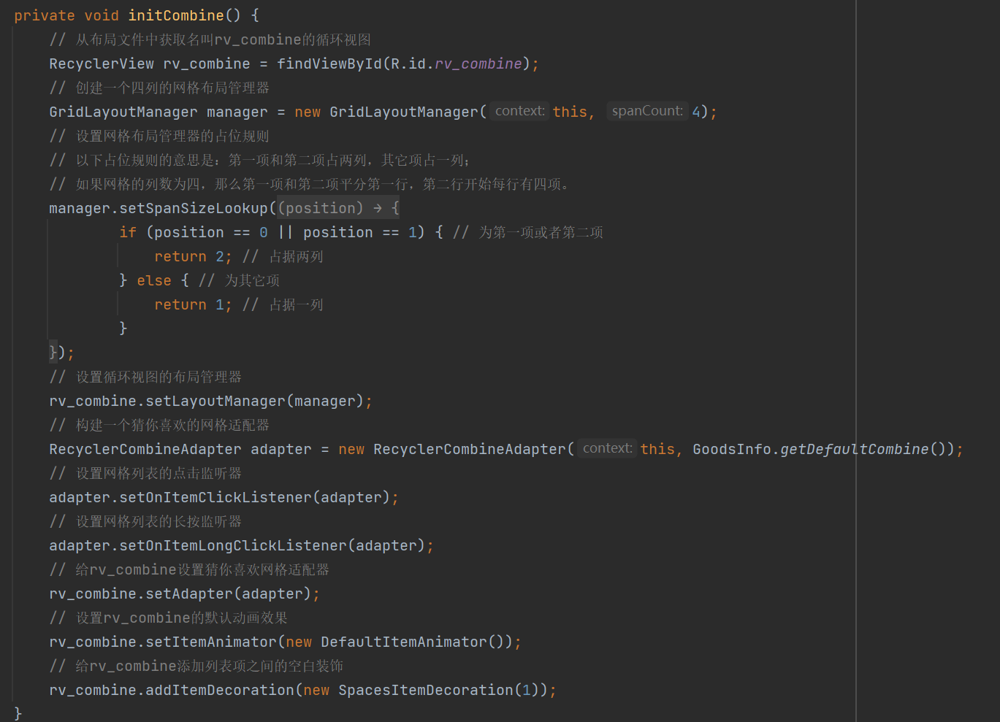 private void initCombine() {
// 从布局文件中获取名叫rv_combine的循环视图
RecyclerView rv_combine = findViewById(R.id.rv_combine);
// 创建一个四列的网格布局管理器
GridLayoutManager manager = new GridLayoutManager( context: this, spanCount: 4);
// 设置网格布局管理器的占位规则
// 以下占位规则的意思是：第一项和第二项占两列，其它项占一列；
// 如果网格的列数为四，那么第一项和第二项平分第一行，第二行开始每行有四项。
manager.setSpanSizeLookup((position) → {
if (position == 0 || position == 1) { // 为第一项或者第二项
return 2; // 占据两列
} else { // 为其它项
return 1; // 占据一列
}
});
// 设置循环视图的布局管理器
rv_combine.setLayoutManager(manager);
// 构建一个猜你喜欢的网格适配器
RecyclerCombineAdapter adapter = new RecyclerCombineAdapter( context: this, GoodsInfo.getDefaultCombine());
// 设置网格列表的点击监听器
adapter.setOnItemClickListener(adapter);
// 设置网格列表的长按监听器
adapter.setOnItemLongClickListener(adapter);
// 给rv_combine设置猜你喜欢网格适配器
rv_combine.setAdapter(adapter);
// 设置rv_combine的默认动画效果
rv_combine.setItemAnimator(new DefaultItemAnimator());
// 给rv_combine添加列表项之间的空白装饰
rv_combine.addItemDecoration(new SpacesItemDecoration(1));
}